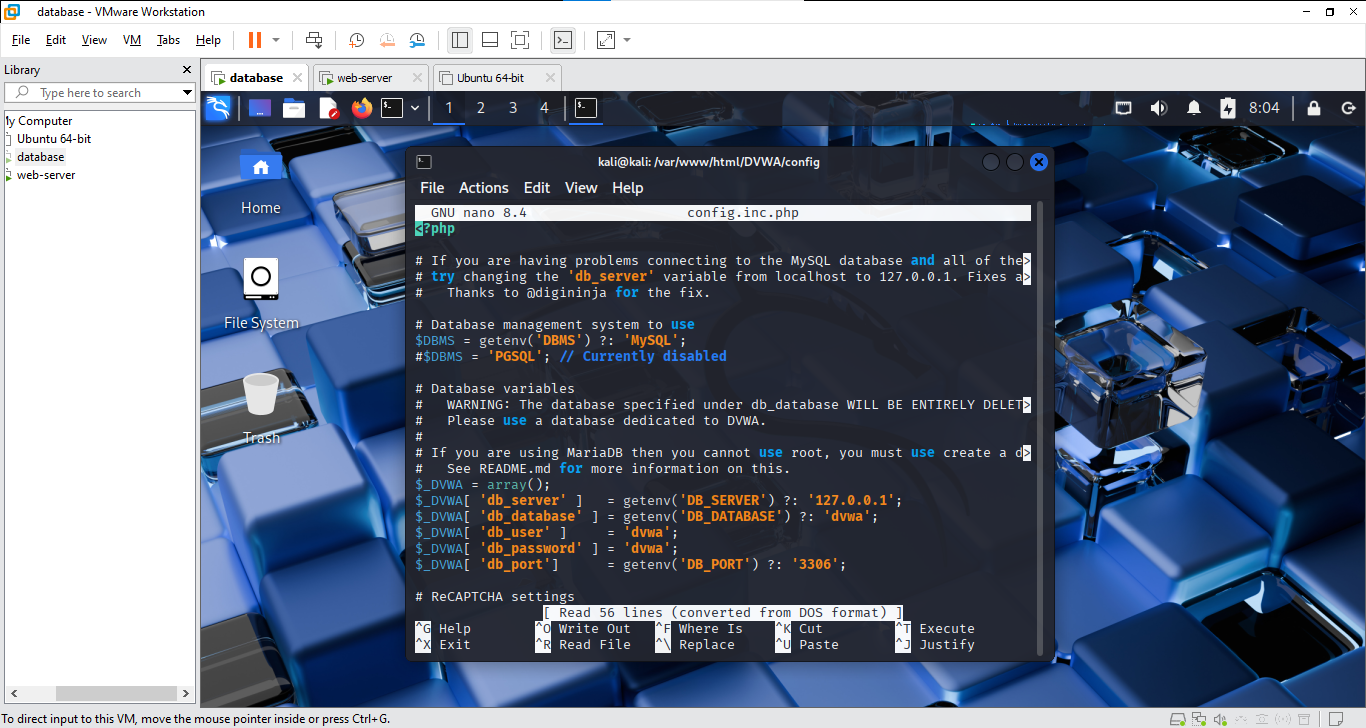 database - VMware Workstation
File Edit View VM Tabs Help
Library
Type here to search
database
web-server
Ubuntu 64-bit
ly Computer
Ubuntu 64-bit
database
web-server
1 2 3 4
8:04
Home
File System
Trash
kali@kali: /var/www/html/DVWA/config
File Actions Edit View Help
GNU nano 8.4 config.inc.php
<?php
# If you are having problems connecting to the MySQL database and all of the>
# try changing the 'db_server' variable from localhost to 127.0.0.1. Fixes a>
#   Thanks to @digininja for the fix.
# Database management system to use
$DBMS = getenv('DBMS') ?: 'MySQL';
#$DBMS = 'PGSQL'; // Currently disabled
# Database variables
#   WARNING: The database specified under db_database WILL BE ENTIRELY DELET>
#   Please use a database dedicated to DVWA.
#
# If you are using MariaDB then you cannot use root, you must use create a d>
#   See README.md for more information on this.
$_DVWA = array();
$_DVWA[ 'db_server' ]   = getenv('DB_SERVER') ?: '127.0.0.1';
$_DVWA[ 'db_database' ] = getenv('DB_DATABASE') ?: 'dvwa';
$_DVWA[ 'db_user' ]     = 'dvwa';
$_DVWA[ 'db_password' ] = 'dvwa';
$_DVWA[ 'db_port']      = getenv('DB_PORT') ?: '3306';
# ReCAPTCHA settings
[ Read 56 lines (converted from DOS format) ]
^G Help ^O Write Out ^F Where Is ^K Cut ^T Execute
^X Exit ^R Read File ^\ Replace ^U Paste ^J Justify
To direct input to this VM, move the mouse pointer inside or press Ctrl+G.